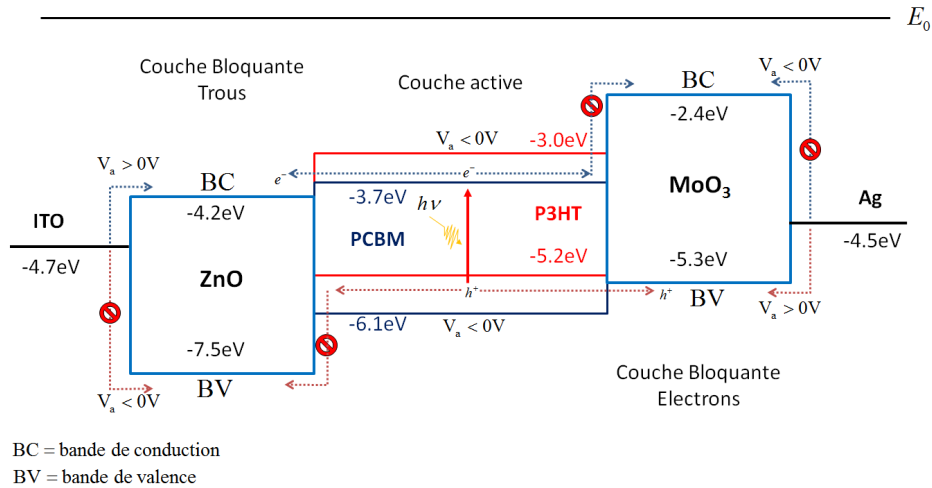 E₀
Couche Bloquante
Trous
Couche active
Vₐ < 0V
BC
-2.4eV
Vₐ < 0V
-3.0eV
Vₐ > 0V
BC
e⁻
e⁻
-4.2eV
-3.7eV
hν
MoO₃
ITO
PCBM
P3HT
Ag
-4.7eV
ZnO
-5.2eV
-5.3eV
-4.5eV
h⁺
h⁺
BV
Vₐ > 0V
-6.1eV
Vₐ < 0V
-7.5eV
BV
Vₐ < 0V
Couche Bloquante
Electrons
BC = bande de conduction
BV = bande de valence